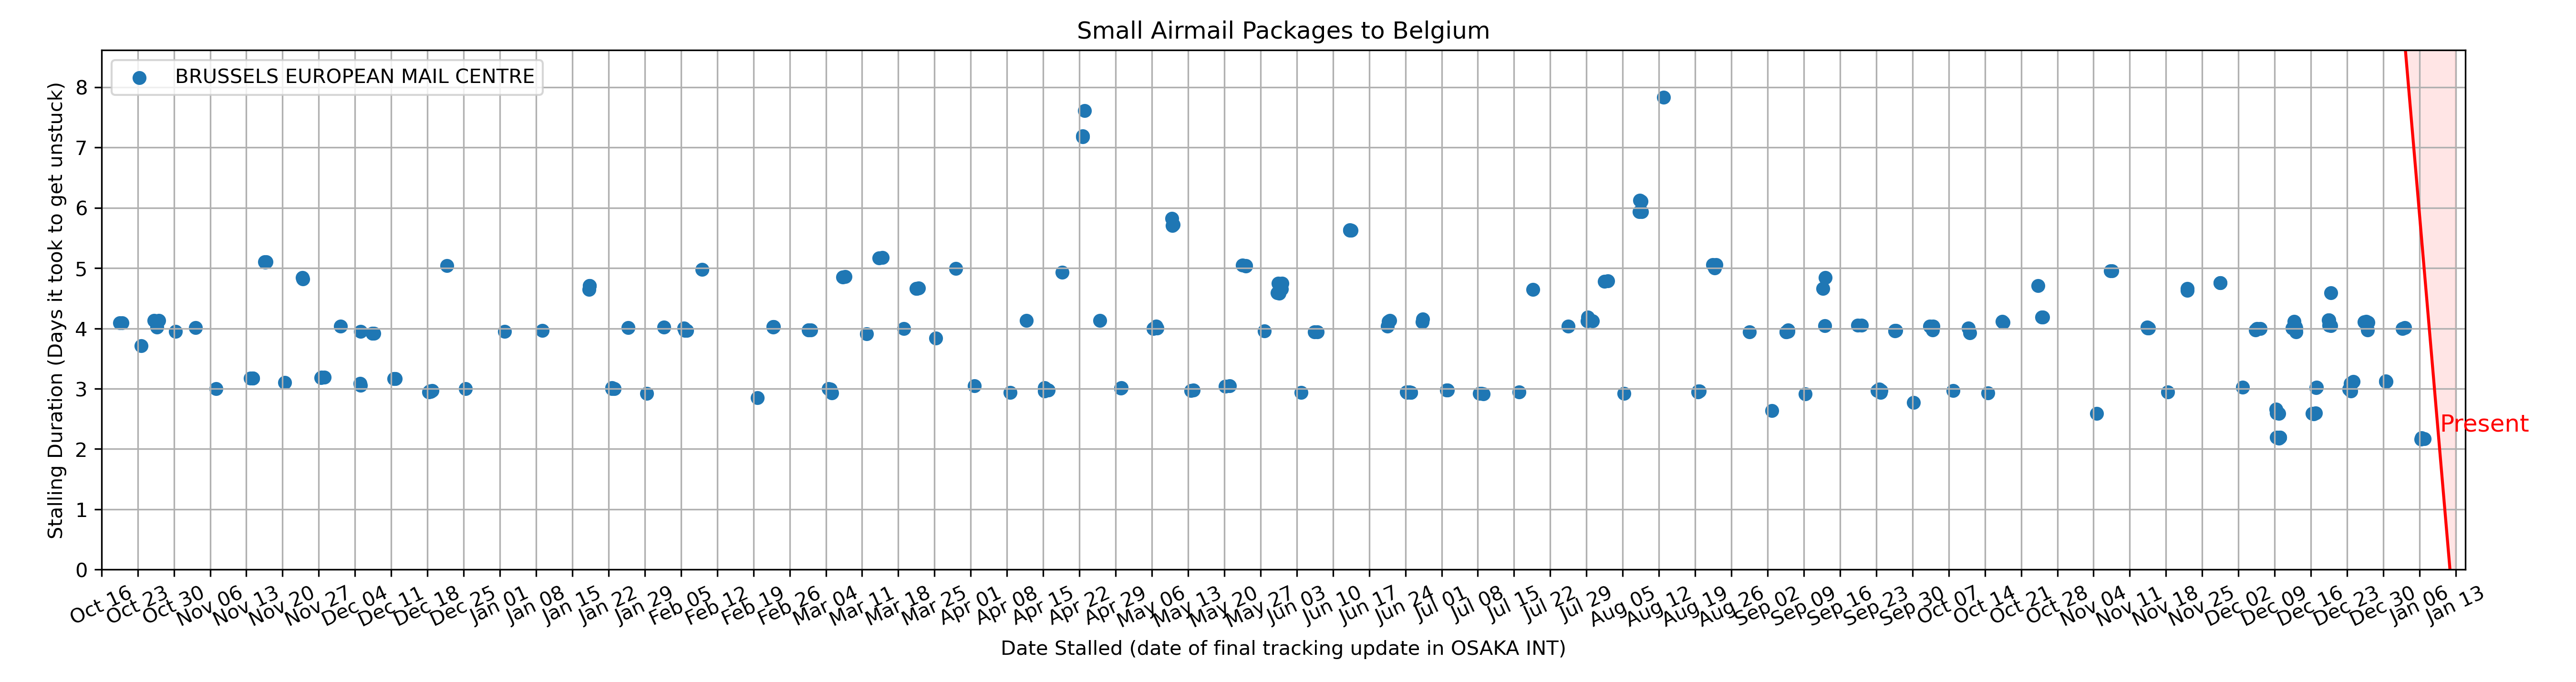 Small Airmail Packages to Belgium
BRUSSELS EUROPEAN MAIL CENTRE
Stalling Duration (Days it took to get unstuck)
8
7
6
5
4
3
2
1
0
Present
Oct 16 Oct 23 Oct 30 Nov 06 Nov 13 Nov 20 Nov 27 Dec 04 Dec 11 Dec 18 Dec 25 Jan 01 Jan 08 Jan 15 Jan 22 Jan 29 Feb 05 Feb 12 Feb 19 Feb 26 Mar 04 Mar 11 Mar 18 Mar 25 Apr 01 Apr 08 Apr 15 Apr 22 Apr 29 May 06 May 13 May 20 May 27 Jun 03 Jun 10 Jun 17 Jun 24 Jul 01 Jul 08 Jul 15 Jul 22 Jul 29 Aug 05 Aug 12 Aug 19 Aug 26 Sep 02 Sep 09 Sep 16 Sep 23 Sep 30 Oct 07 Oct 14 Oct 21 Oct 28 Nov 04 Nov 11 Nov 18 Nov 25 Dec 02 Dec 09 Dec 16 Dec 23 Dec 30 Jan 06 Jan 13
Date Stalled (date of final tracking update in OSAKA INT)